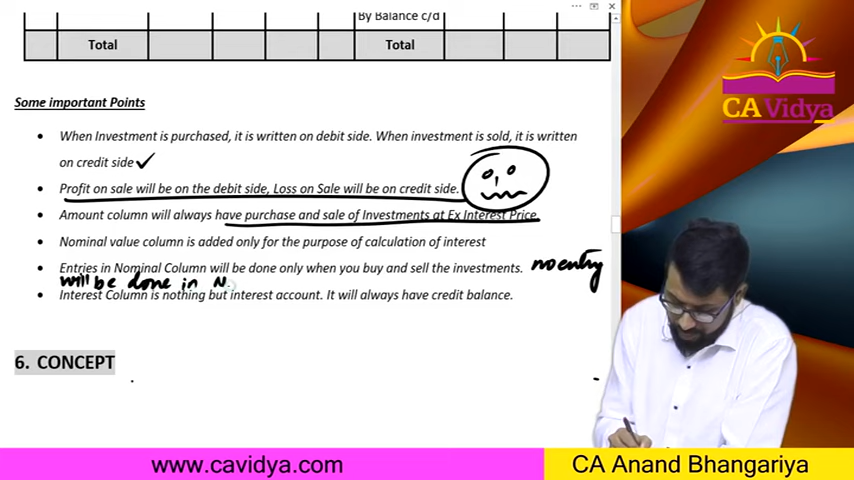 By Balance c/d
Total
Total
CA Vidya
Some important Points
When Investment is purchased, it is written on debit side. When investment is sold, it is written
on credit side
Profit on sale will be on the debit side, Loss on Sale will be on credit side.
Amount column will always have purchase and sale of Investments at Ex Interest Price
Nominal value column is added only for the purpose of calculation of interest
Entries in Nominal Column will be done only when you buy and sell the investments. no entry
will be done in N
Interest Column is nothing but interest account. It will always have credit balance.
6. CONCEPT
www.cavidya.com
CA Anand Bhangariya